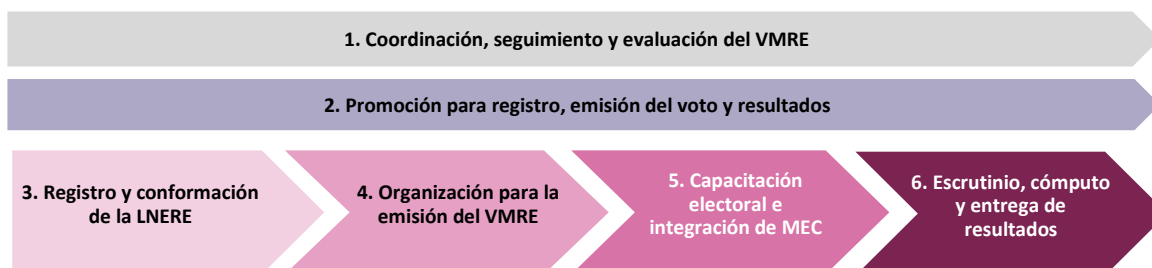 1. Coordinación, seguimiento y evaluación del VMRE
2. Promoción para registro, emisión del voto y resultados
3. Registro y conformación
de la LNERE
4. Organización para la
emisión del VMRE
5. Capacitación
electoral e
integración de MEC
6. Escrutinio, cómputo
y entrega de
resultados